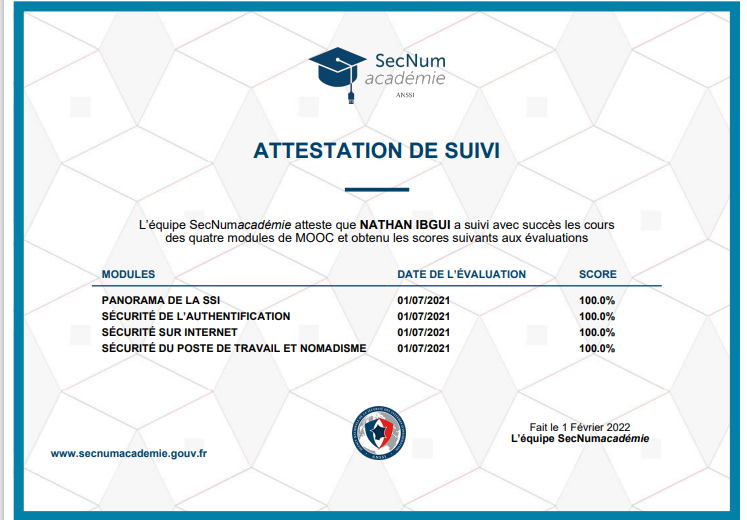 SecNum
académie
ANSSI
ATTESTATION DE SUIVI
L'équipe SecNumacadémie atteste que NATHAN IBGUI a suivi avec succès les cours
des quatre modules de MOOC et obtenu les scores suivants aux évaluations
MODULES DATE DE L'ÉVALUATION SCORE
PANORAMA DE LA SSI 01/07/2021 100.0%
SÉCURITÉ DE L'AUTHENTIFICATION 01/07/2021 100.0%
SÉCURITÉ SUR INTERNET 01/07/2021 100.0%
SÉCURITÉ DU POSTE DE TRAVAIL ET NOMADISME 01/07/2021 100.0%
Fait le 1 Février 2022
L'équipe SecNumacadémie
www.secnumacademie.gouv.fr
ANSSI